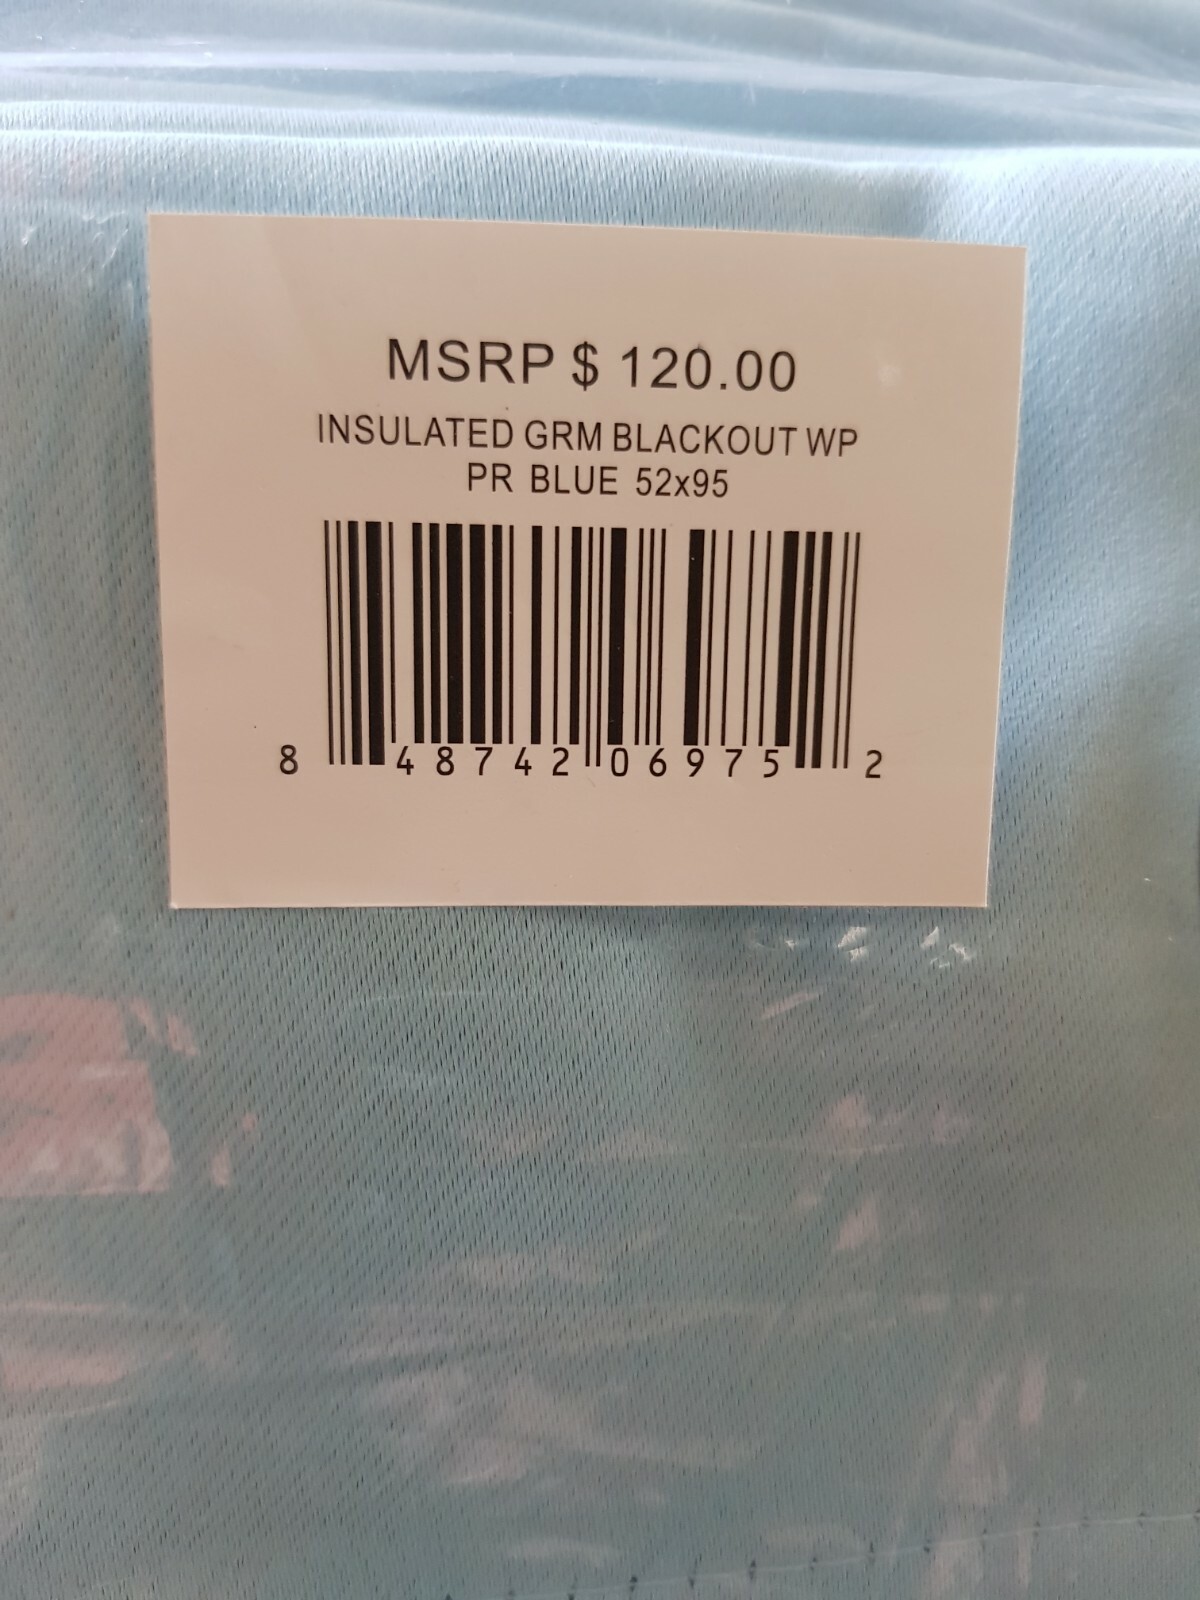 MSRP $ 120.00
INSULATED GRM BLACKOUT WP
PR BLUE 52x95
8 48742 06975 2